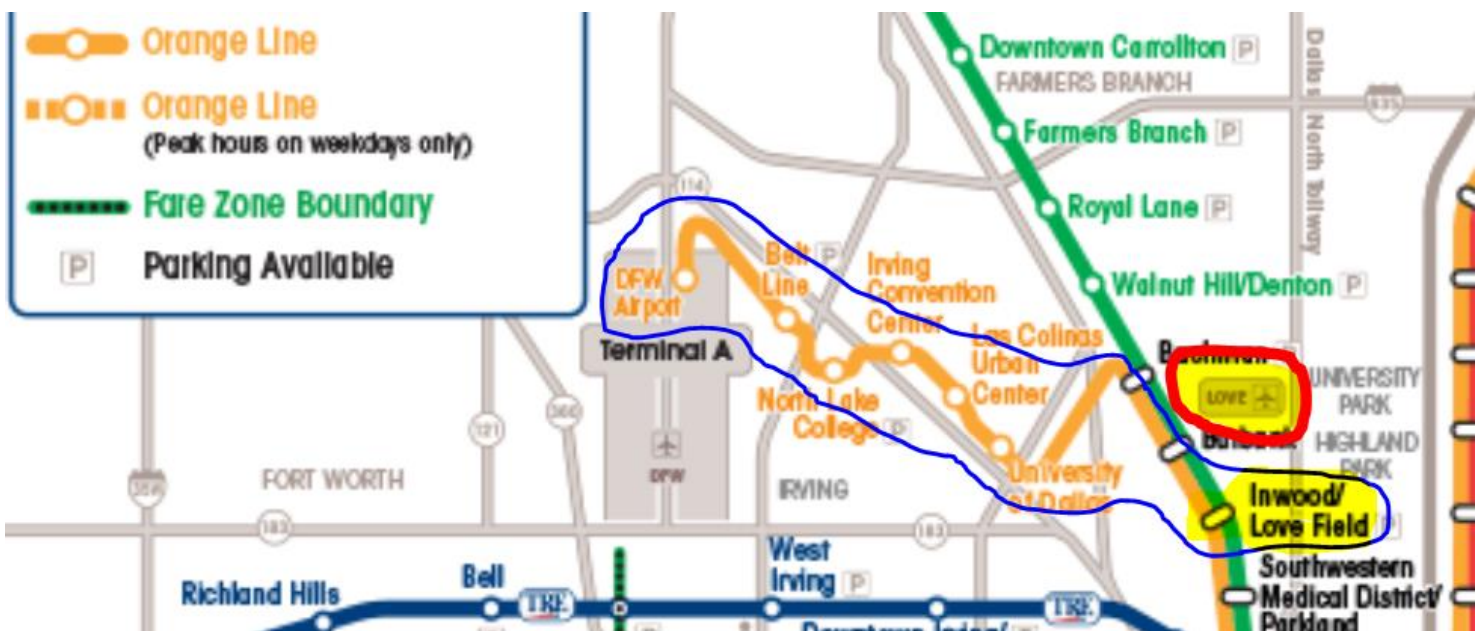 Orange Line
Orange Line
(Peak hours on weekdays only)
Fare Zone Boundary
P
Parking Available
Downtown Carrollton P
FARMERS BRANCH
635
Farmers Branch P
Dallas North Tollway
Royal Lane P
114
Walnut Hill/Denton P
DFW
Airport
Belt P
Line
Irving
Convention
Center
Las Colinas
Urban
Center
Terminal A
North Lake
College P
University
of Dallas
LOVE
UNIVERSITY
PARK
HIGHLAND
PARK
Inwood/
Love Field P
Southwestern
Medical District/
Parkland
360
121
DFW
FORT WORTH
IRVING
183
183
West
Irving P
Bell
Richland Hills
TRE
TRE